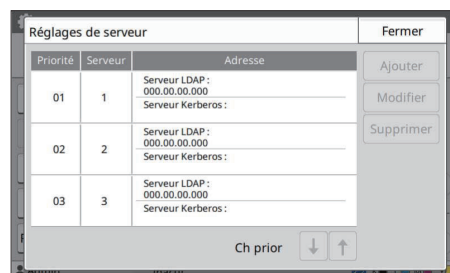 Réglages de serveur
Fermer
Priorité Serveur Adresse
Ajouter
Modifier
Supprimer
01 1 Serveur LDAP :
000.00.00.000
Serveur Kerberos :
02 2 Serveur LDAP :
000.00.00.000
Serveur Kerberos :
03 3 Serveur LDAP :
000.00.00.000
Serveur Kerberos :
Ch prior ↓ ↑